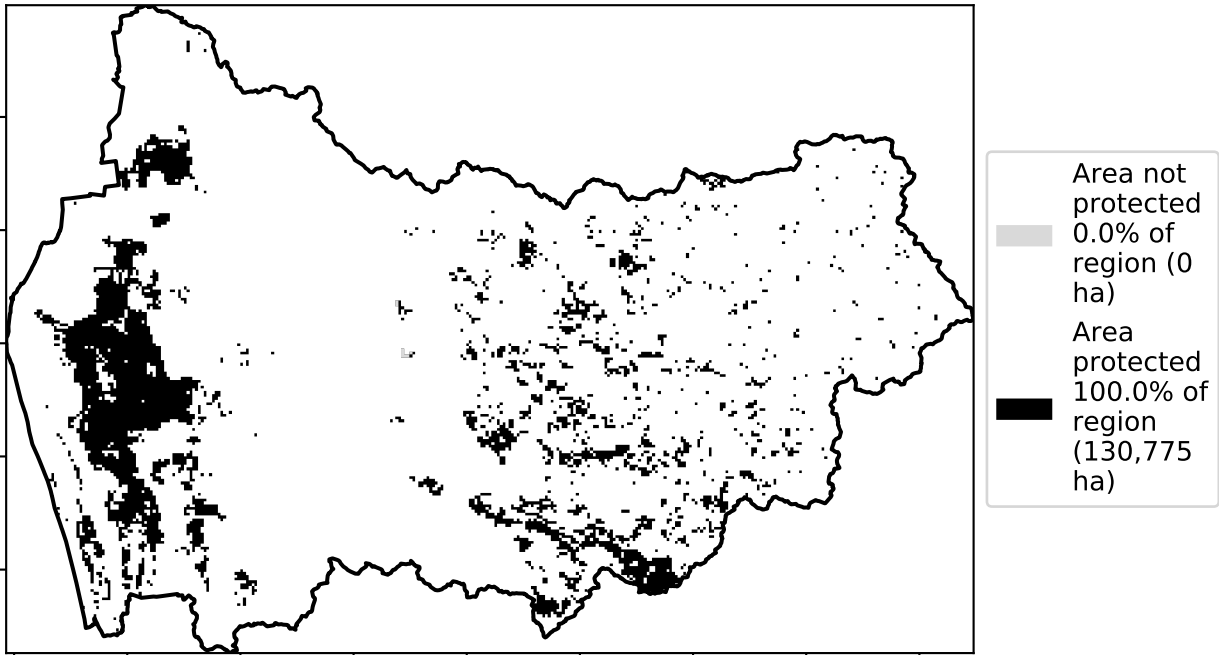 Area not
protected
0.0% of
region (0
ha)
Area
protected
100.0% of
region
(130,775
ha)